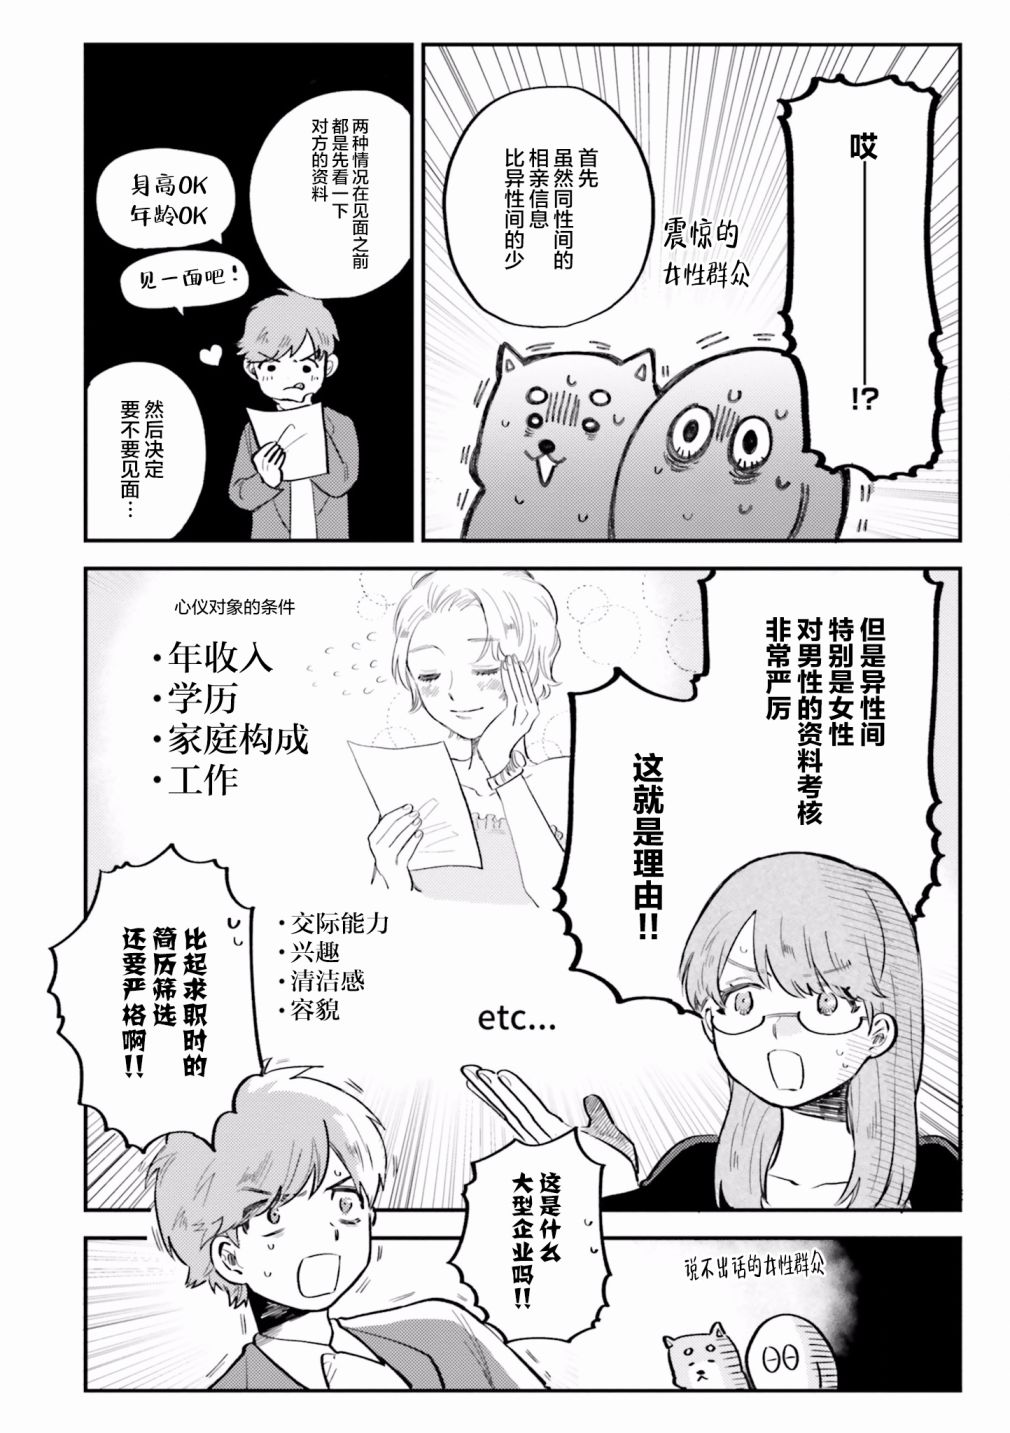 哎
——!?
震惊的
女性群众
首先
虽然同性间的
相亲信息
比异性间的少
两种情况在见面之前
都是先看一下
对方的资料
身高OK
年龄OK
见一面吧！
然后决定
要不要见面…
但是异性间
特别是女性
对男性的资料考核
非常严厉
这就是理由!!
心仪对象的条件
·年收入
·学历
·家庭构成
·工作
·交际能力
·兴趣
·清洁感
·容貌
etc...
比起求职时的
简历筛选
还要严格啊!!
这是什么
大型企业吗!!
说不出话的女性群众